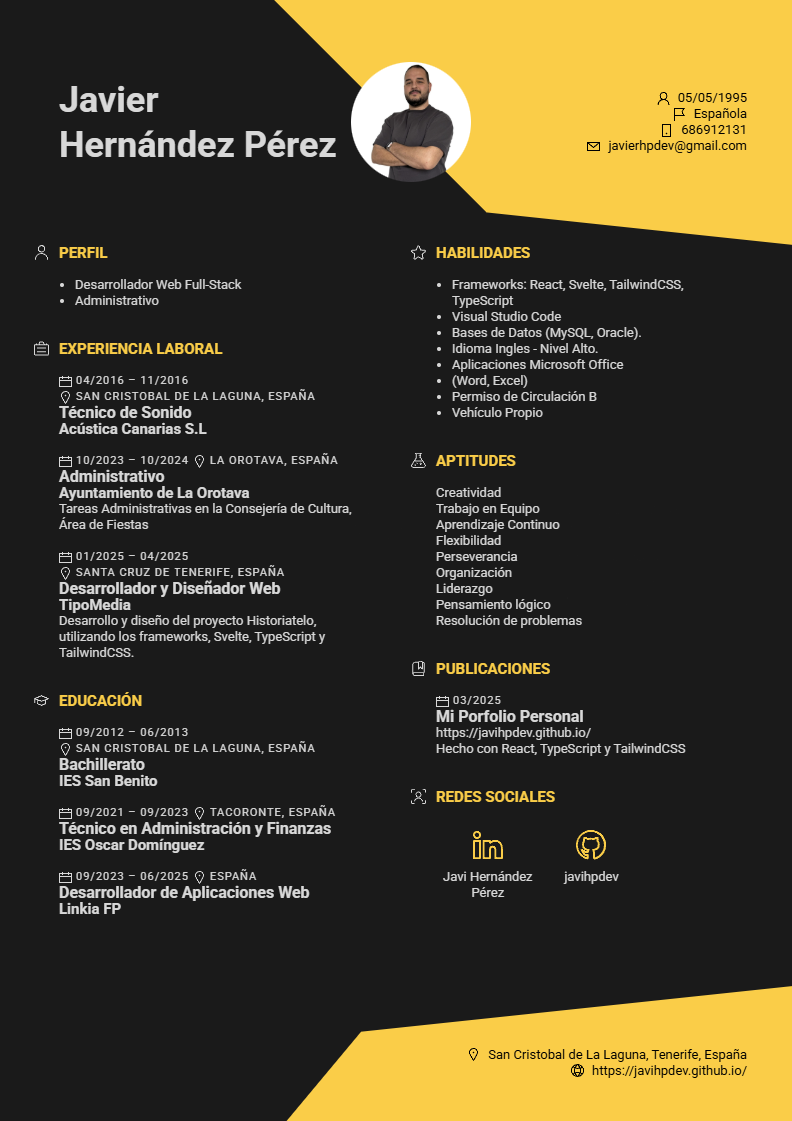 Javier
Hernández Pérez
05/05/1995
Española
686912131
javierhpdev@gmail.com
PERFIL
• Desarrollador Web Full-Stack
• Administrativo
EXPERIENCIA LABORAL
04/2016 – 11/2016
SAN CRISTOBAL DE LA LAGUNA, ESPAÑA
Técnico de Sonido
Acústica Canarias S.L
10/2023 – 10/2024 LA OROTAVA, ESPAÑA
Administrativo
Ayuntamiento de La Orotava
Tareas Administrativas en la Consejería de Cultura,
Área de Fiestas
01/2025 – 04/2025
SANTA CRUZ DE TENERIFE, ESPAÑA
Desarrollador y Diseñador Web
TipoMedia
Desarrollo y diseño del proyecto Historiatelo,
utilizando los frameworks, Svelte, TypeScript y
TailwindCSS.
EDUCACIÓN
09/2012 – 06/2013
SAN CRISTOBAL DE LA LAGUNA, ESPAÑA
Bachillerato
IES San Benito
09/2021 – 09/2023 TACORONTE, ESPAÑA
Técnico en Administración y Finanzas
IES Oscar Domínguez
09/2023 – 06/2025 ESPAÑA
Desarrollador de Aplicaciones Web
Linkia FP
HABILIDADES
• Frameworks: React, Svelte, TailwindCSS,
TypeScript
• Visual Studio Code
• Bases de Datos (MySQL, Oracle).
• Idioma Ingles - Nivel Alto.
• Aplicaciones Microsoft Office
• (Word, Excel)
• Permiso de Circulación B
• Vehículo Propio
APTITUDES
Creatividad
Trabajo en Equipo
Aprendizaje Continuo
Flexibilidad
Perseverancia
Organización
Liderazgo
Pensamiento lógico
Resolución de problemas
PUBLICACIONES
03/2025
Mi Porfolio Personal
https://javihpdev.github.io/
Hecho con React, TypeScript y TailwindCSS
REDES SOCIALES
Javi Hernández
Pérez
javihpdev
San Cristobal de La Laguna, Tenerife, España
https://javihpdev.github.io/